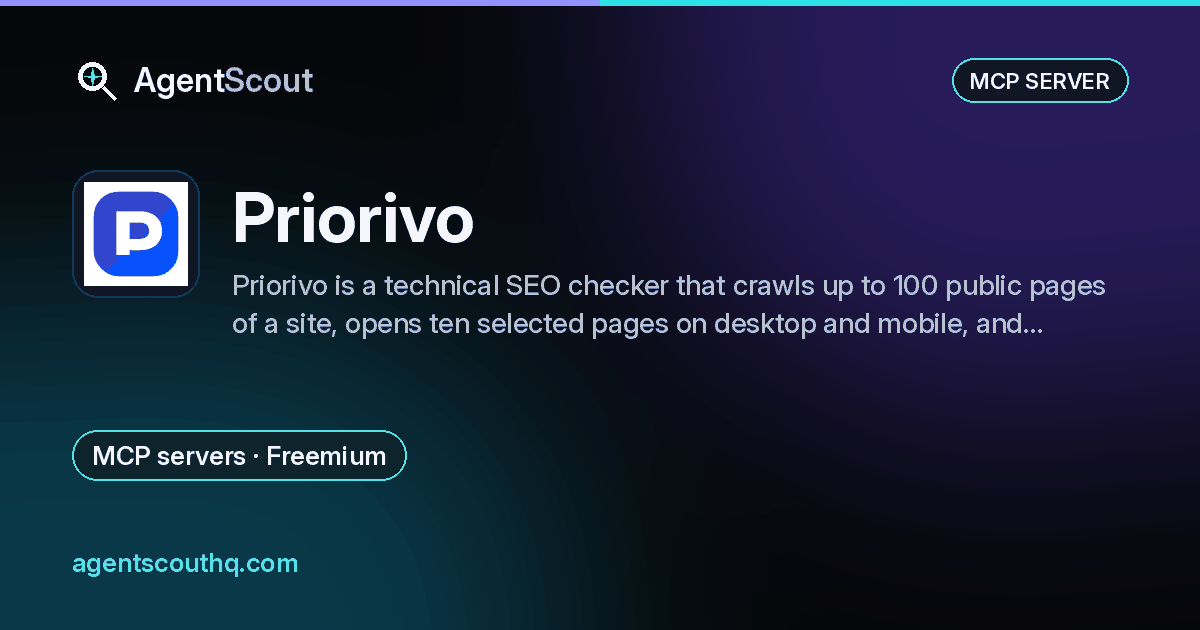 AgentScout
MCP SERVER
P
Priorivo
Priorivo is a technical SEO checker that crawls up to 100 public pages
of a site, opens ten selected pages on desktop and mobile, and...
MCP servers · Freemium
agentscouthq.com